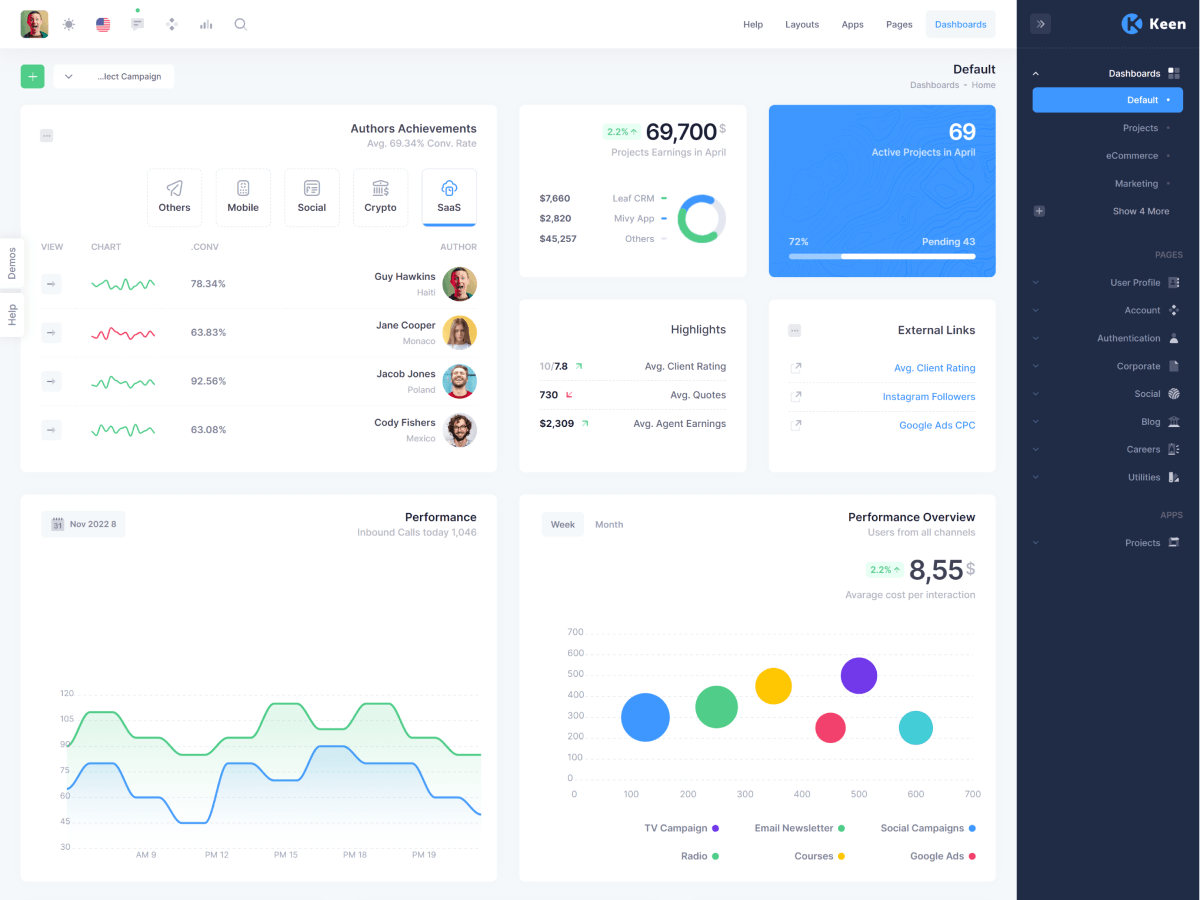 Help
Layouts
Apps
Pages
Dashboards
Keen
...lect Campaign
Default
Dashboards - Home
Authors Achievements
Avg. 69.34% Conv. Rate
Others
Mobile
Social
Crypto
SaaS
VIEW
CHART
.CONV
AUTHOR
78.34%
Guy Hawkins
Haiti
63.83%
Jane Cooper
Monaco
92.56%
Jacob Jones
Poland
63.08%
Cody Fishers
Mexico
2.2%
69,700 $
Projects Earnings in April
$7,660
Leaf CRM
$2,820
Mivy App
$45,257
Others
69
Active Projects in April
72%
Pending 43
Highlights
10/7.8
Avg. Client Rating
730
Avg. Quotes
$2,309
Avg. Agent Earnings
External Links
Avg. Client Rating
Instagram Followers
Google Ads CPC
31
Nov 2022 8
Performance
Inbound Calls today 1,046
120
105
90
75
60
45
30
AM 9
PM 12
PM 15
PM 18
PM 19
Week
Month
Performance Overview
Users from all channels
2.2%
8,55 $
Avarage cost per interaction
700
600
500
400
300
200
100
0
0
100
200
300
400
500
600
700
TV Campaign
Email Newsletter
Social Campaigns
Radio
Courses
Google Ads
Demos
Help
Dashboards
Default
Projects
eCommerce
Marketing
Show 4 More
PAGES
User Profile
Account
Authentication
Corporate
Social
Blog
Careers
Utilities
APPS
Projects